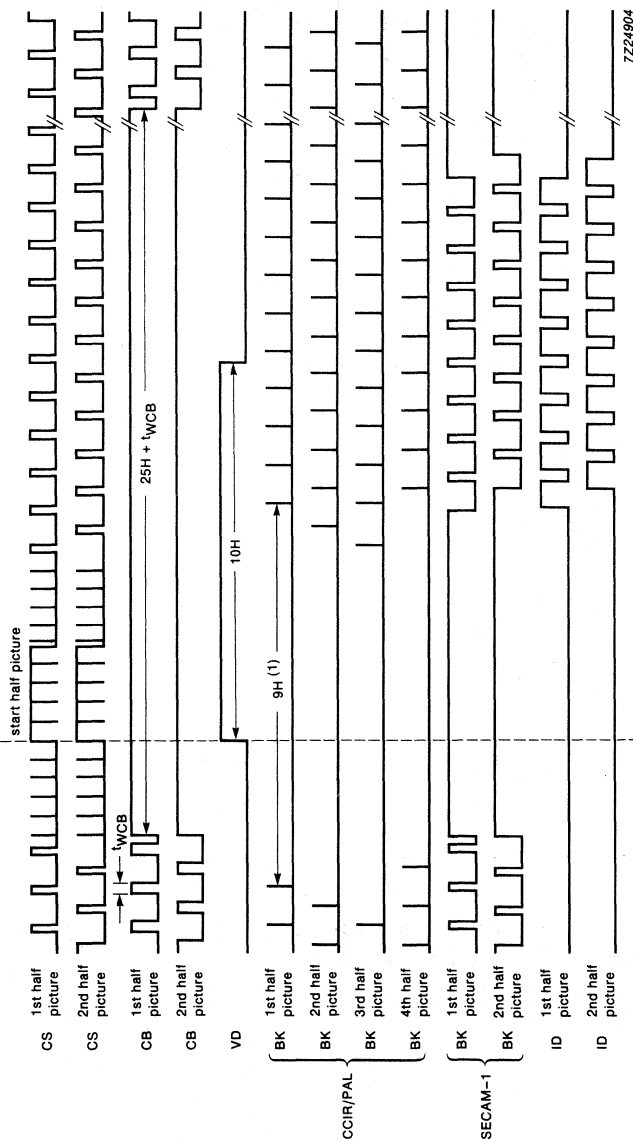 start half picture
CS 1st half picture
CS 2nd half picture
tWCB
CB 1st half picture
25H + tWCB
CB 2nd half picture
VD
10H
CCIR/PAL
BK 1st half picture
9H (1)
BK 2nd half picture
BK 3rd half picture
BK 4th half picture
SECAM-1
BK 1st half picture
BK 2nd half picture
ID 1st half picture
ID 2nd half picture
7Z24904